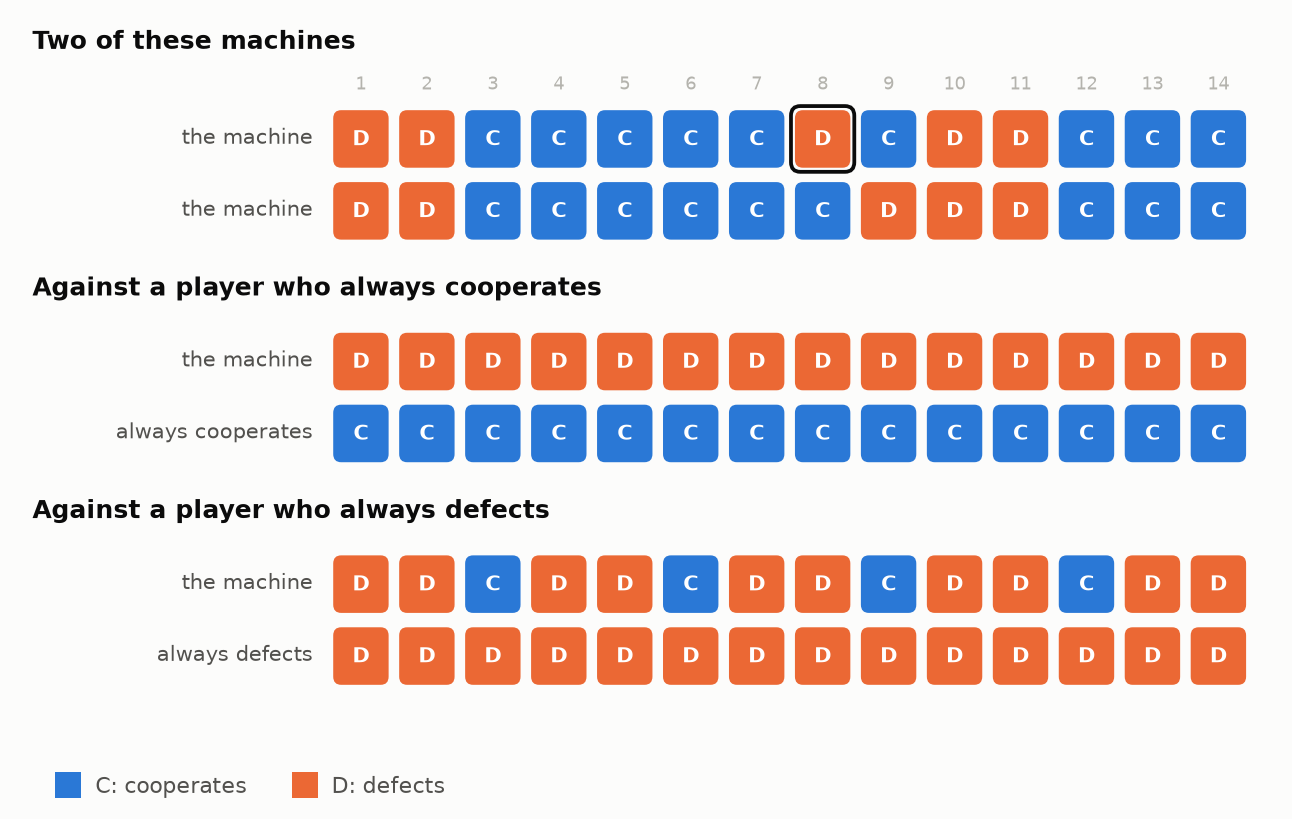 Two of these machines
1 2 3 4 5 6 7 8 9 10 11 12 13 14
the machine D D C C C C C D C D D C C C
the machine D D C C C C C C D D D C C C
Against a player who always cooperates
the machine D D D D D D D D D D D D D D
always cooperates C C C C C C C C C C C C C C
Against a player who always defects
the machine D D C D D C D D C D D C D D
always defects D D D D D D D D D D D D D D
C: cooperates D: defects